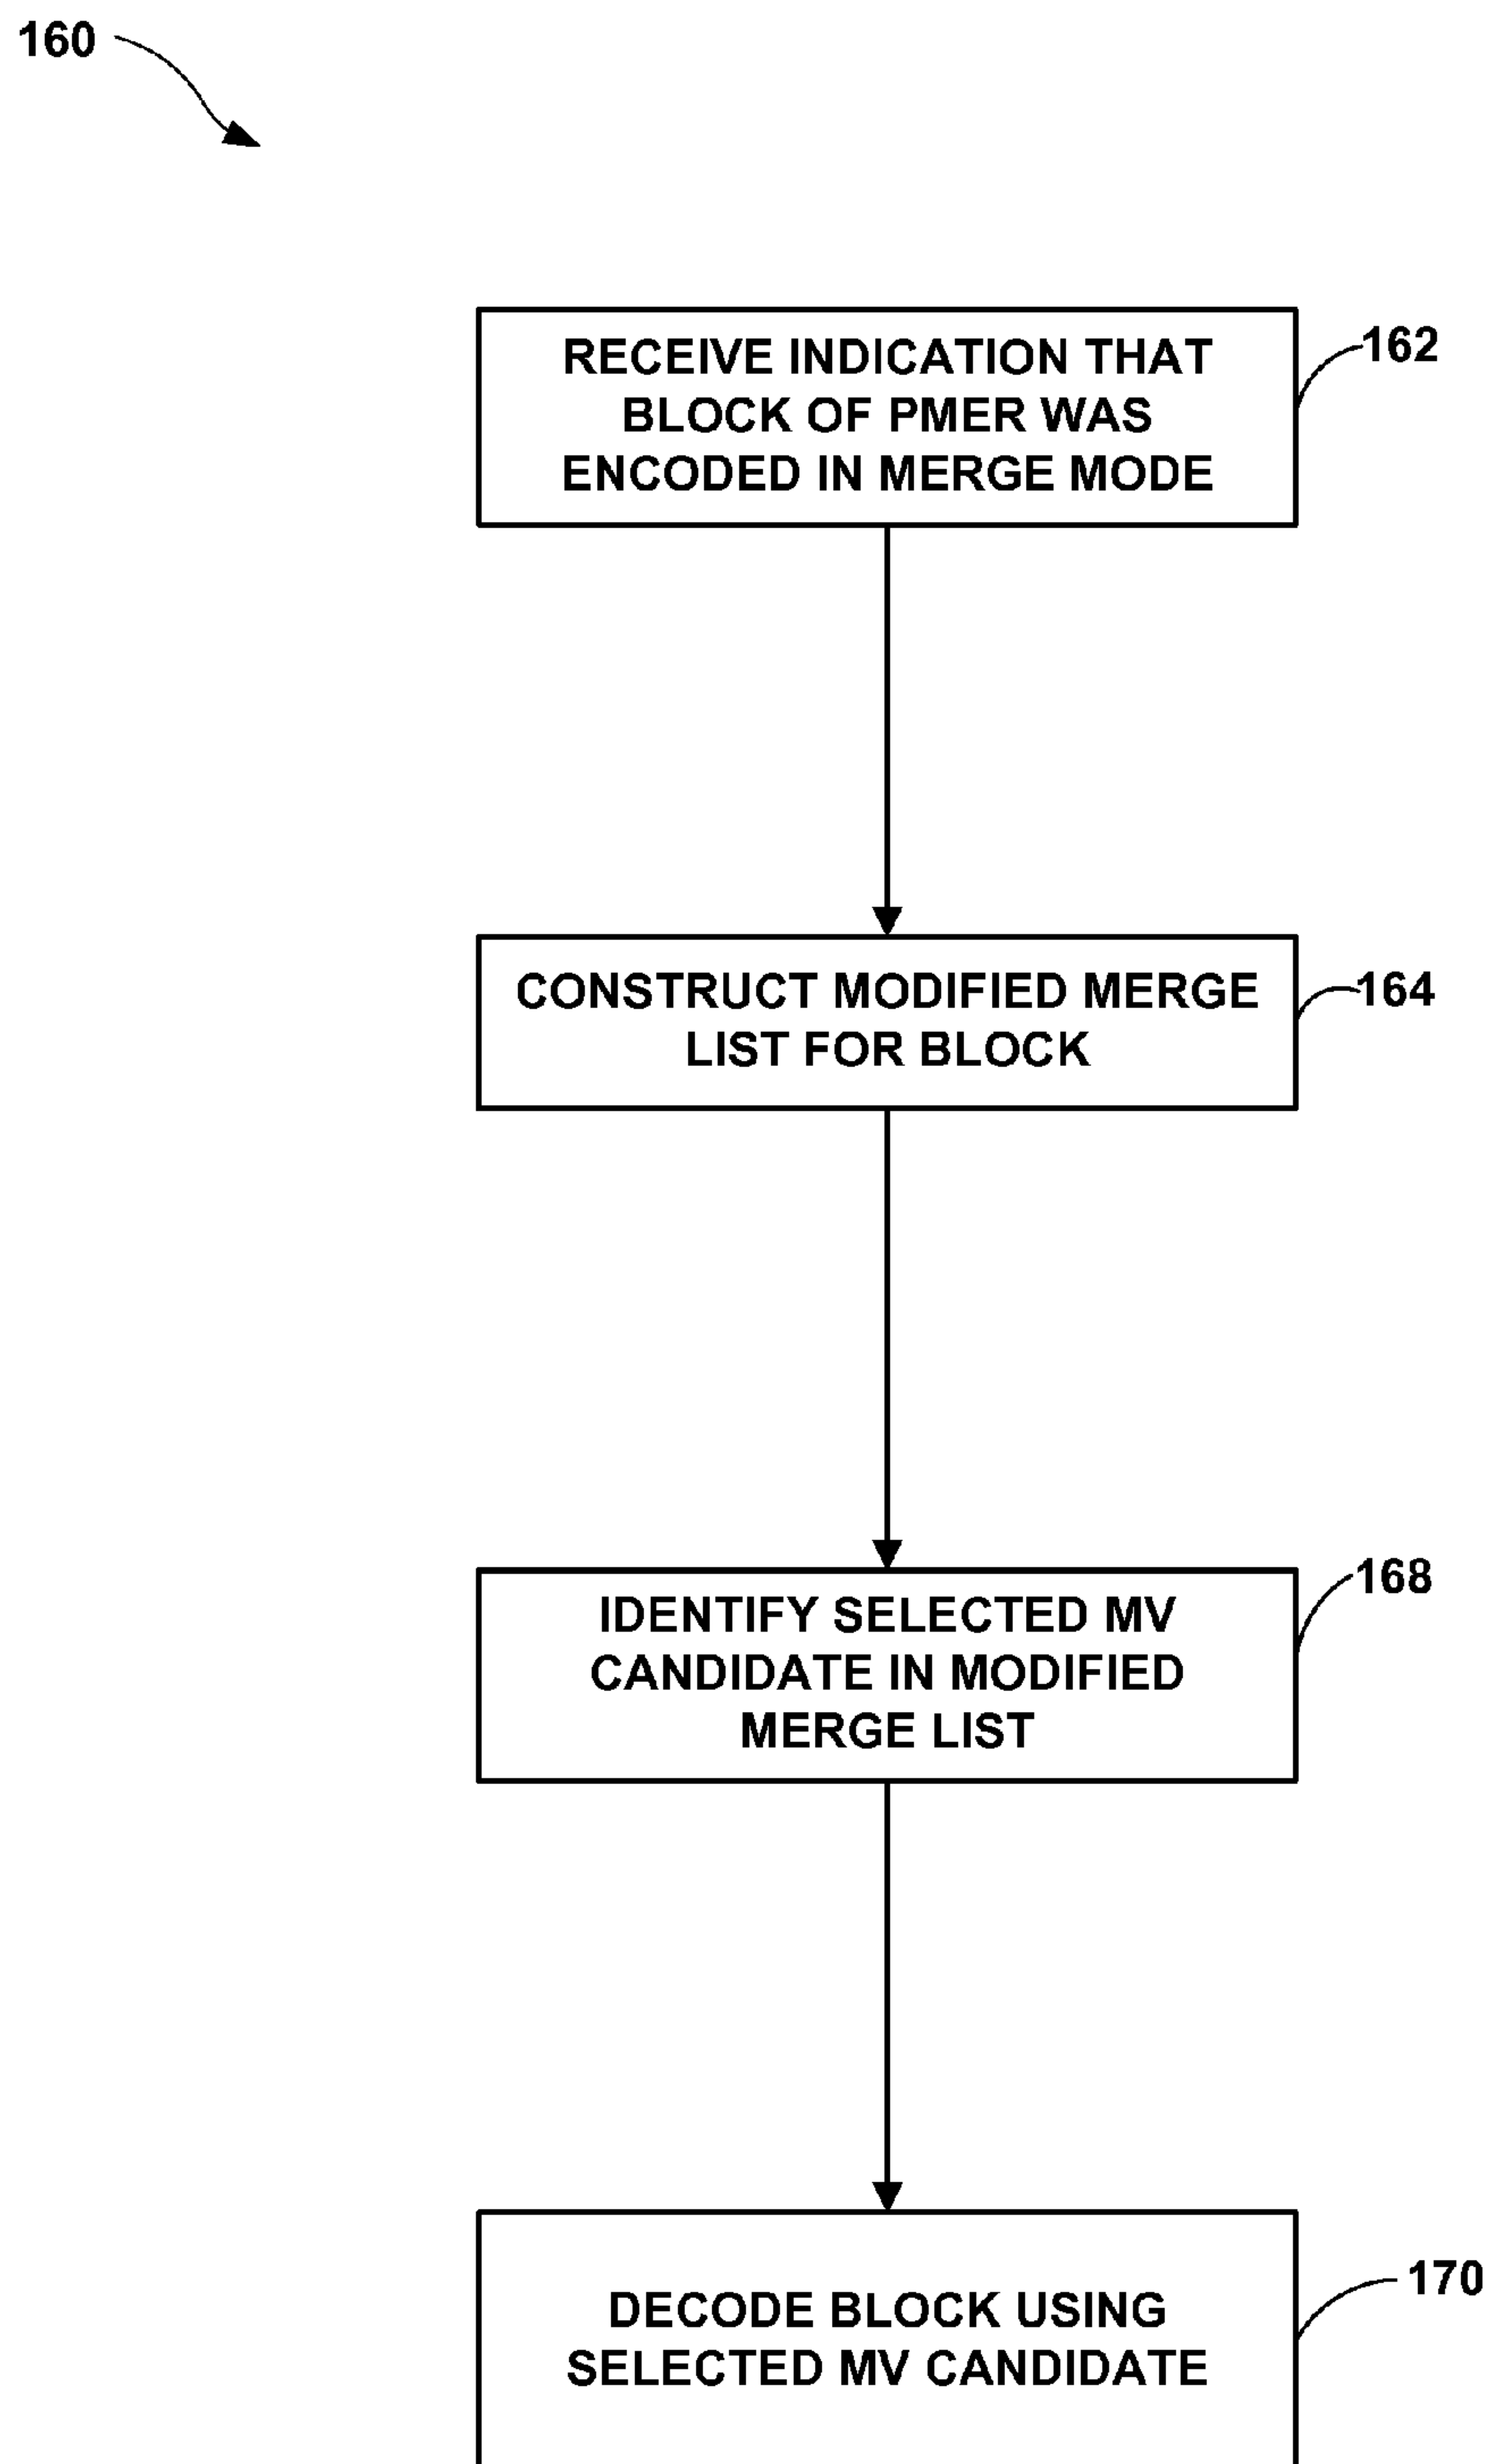 160
RECEIVE INDICATION THAT
BLOCK OF PMER WAS
ENCODED IN MERGE MODE
162
CONSTRUCT MODIFIED MERGE
LIST FOR BLOCK
164
IDENTIFY SELECTED MV
CANDIDATE IN MODIFIED
MERGE LIST
168
DECODE BLOCK USING
SELECTED MV CANDIDATE
170